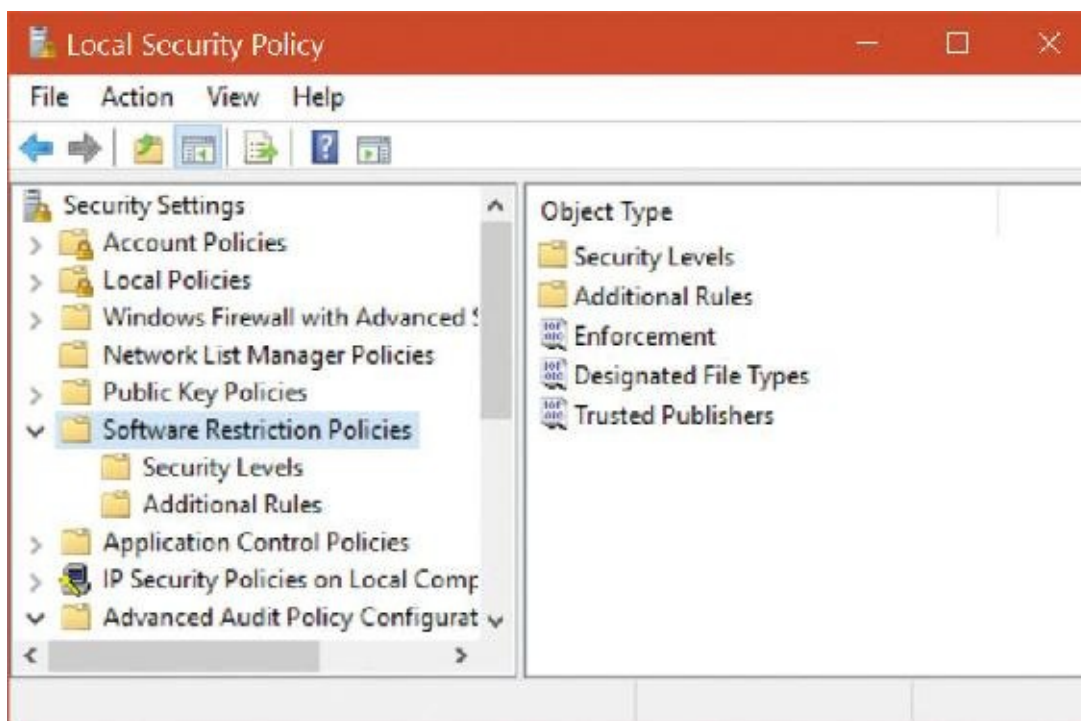 Local Security Policy
File Action View Help
Security Settings
Account Policies
Local Policies
Windows Firewall with Advanced S
Network List Manager Policies
Public Key Policies
Software Restriction Policies
Security Levels
Additional Rules
Application Control Policies
IP Security Policies on Local Comp
Advanced Audit Policy Configurat
Object Type
Security Levels
Additional Rules
Enforcement
Designated File Types
Trusted Publishers